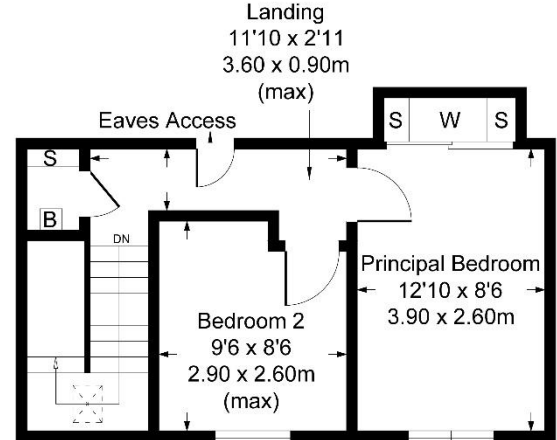 Landing
11'10 x 2'11
3.60 x 0.90m
(max)
Eaves Access
S W S
S
B
DN
Principal Bedroom
12'10 x 8'6
3.90 x 2.60m
Bedroom 2
9'6 x 8'6
2.90 x 2.60m
(max)